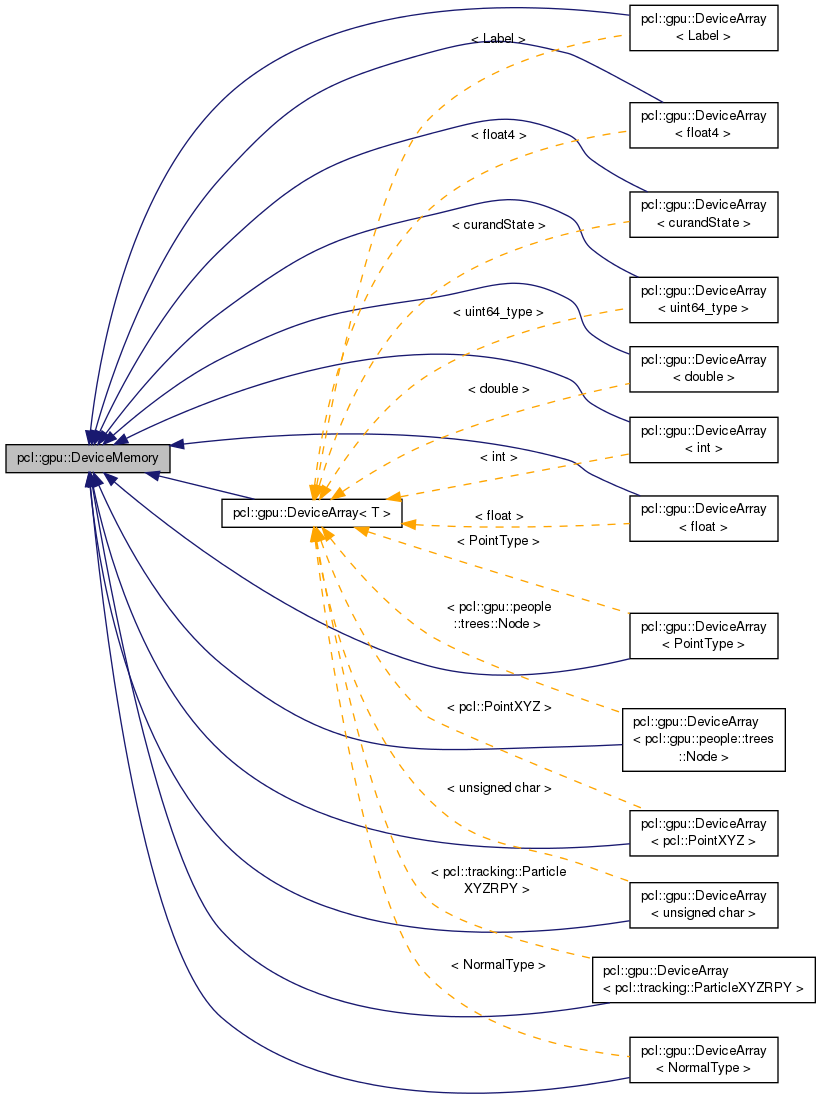 pcl::gpu::DeviceArray
< Label >
< Label >
pcl::gpu::DeviceArray
< float4 >
< float4 >
pcl::gpu::DeviceArray
< curandState >
< curandState >
pcl::gpu::DeviceArray
< uint64_type >
< uint64_type >
pcl::gpu::DeviceArray
< double >
< double >
pcl::gpu::DeviceArray
< int >
< int >
pcl::gpu::DeviceMemory
pcl::gpu::DeviceArray< T >
pcl::gpu::DeviceArray
< float >
< float >
< PointType >
pcl::gpu::DeviceArray
< PointType >
< pcl::gpu::people
::trees::Node >
pcl::gpu::DeviceArray
< pcl::gpu::people::trees
::Node >
< pcl::PointXYZ >
pcl::gpu::DeviceArray
< pcl::PointXYZ >
< unsigned char >
pcl::gpu::DeviceArray
< unsigned char >
< pcl::tracking::Particle
XYZRPY >
pcl::gpu::DeviceArray
< pcl::tracking::ParticleXYZRPY >
< NormalType >
pcl::gpu::DeviceArray
< NormalType >